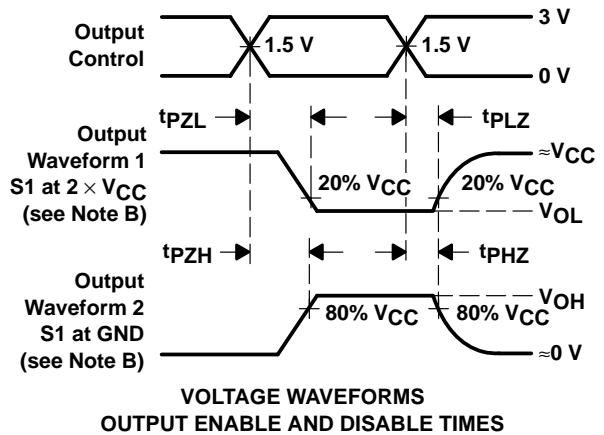 3 V
Output
Control
1.5 V
1.5 V
0 V
tPZL
tPLZ
Output
Waveform 1
S1 at 2 × VCC
(see Note B)
≈VCC
20% VCC
20% VCC
VOL
tPZH
tPHZ
Output
Waveform 2
S1 at GND
(see Note B)
VOH
80% VCC
80% VCC
≈0 V
VOLTAGE WAVEFORMS
OUTPUT ENABLE AND DISABLE TIMES